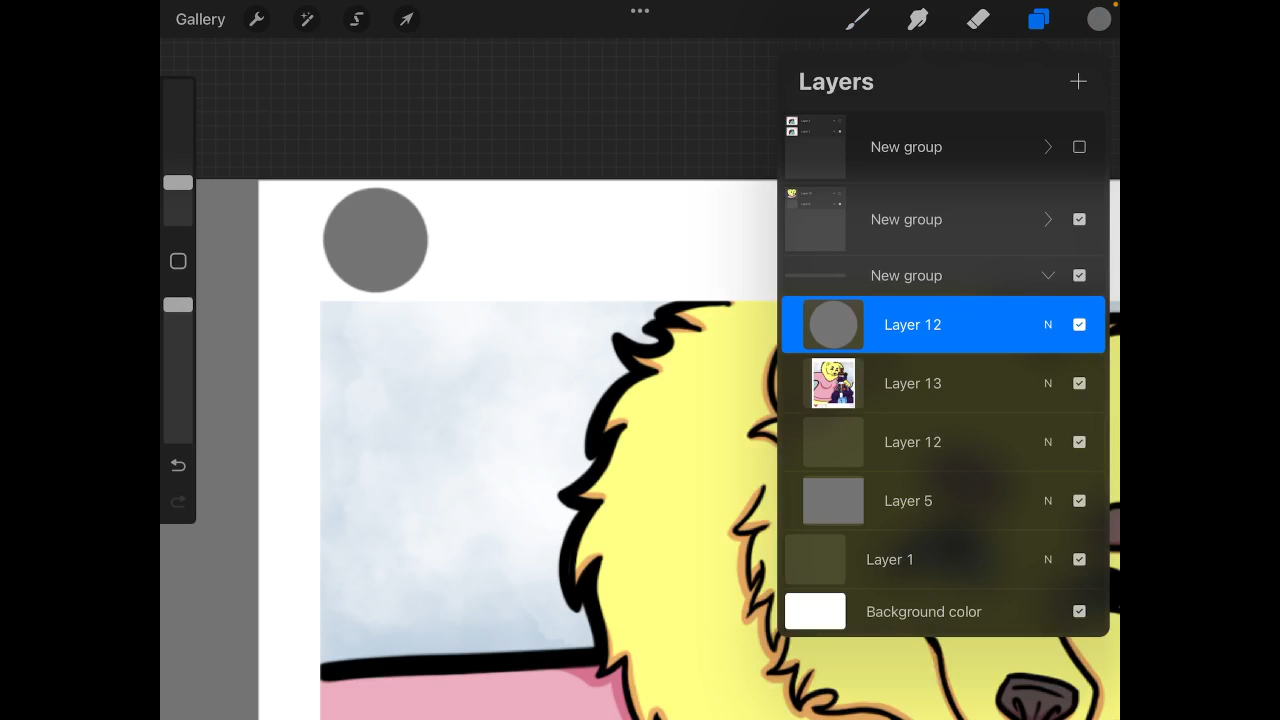 Gallery
Layers
New group
New group
New group
Layer 12 N
Layer 13 N
Layer 12 N
Layer 5 N
Layer 1 N
Background color